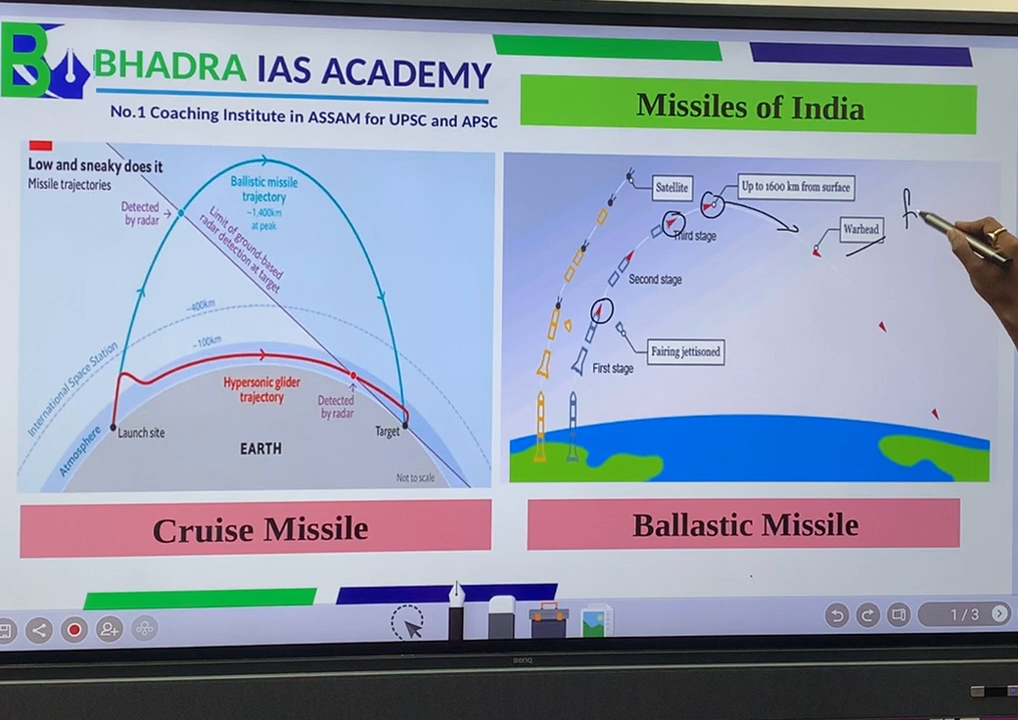 BHADRA IAS ACADEMY
No.1 Coaching Institute in ASSAM for UPSC and APSC
Missiles of India
Low and sneaky does it
Missile trajectories
Detected
by radar
Ballistic missile
trajectory
~1,400km
at peak
Limit of ground-based
radar detection at target
~400km
~100km
International Space Station
Atmosphere
Hypersonic glider
trajectory
Detected
by radar
Launch site
Target
EARTH
Not to scale
Cruise Missile
Satellite
Up to 1600 km from surface
Warhead
Third stage
Second stage
Fairing jettisoned
First stage
Ballastic Missile
1 / 3
BenQ